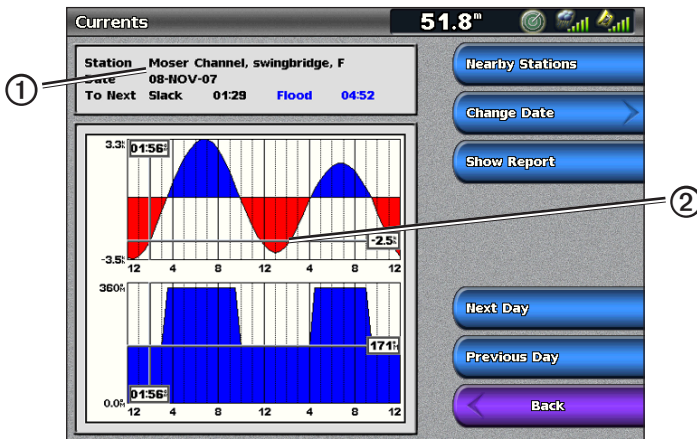 Currents 51.8
Station Moser Channel, swingbridge, F
Date 08-NOV-07
To Next Slack 01:29 Flood 04:52
①
3.3
01:56
-2.5
-3.5
12 4 8 12 4 8 12
②
360
171
01:56
0.0
12 4 8 12 4 8 12
Nearby Stations
Change Date
Show Report
Next Day
Previous Day
Back